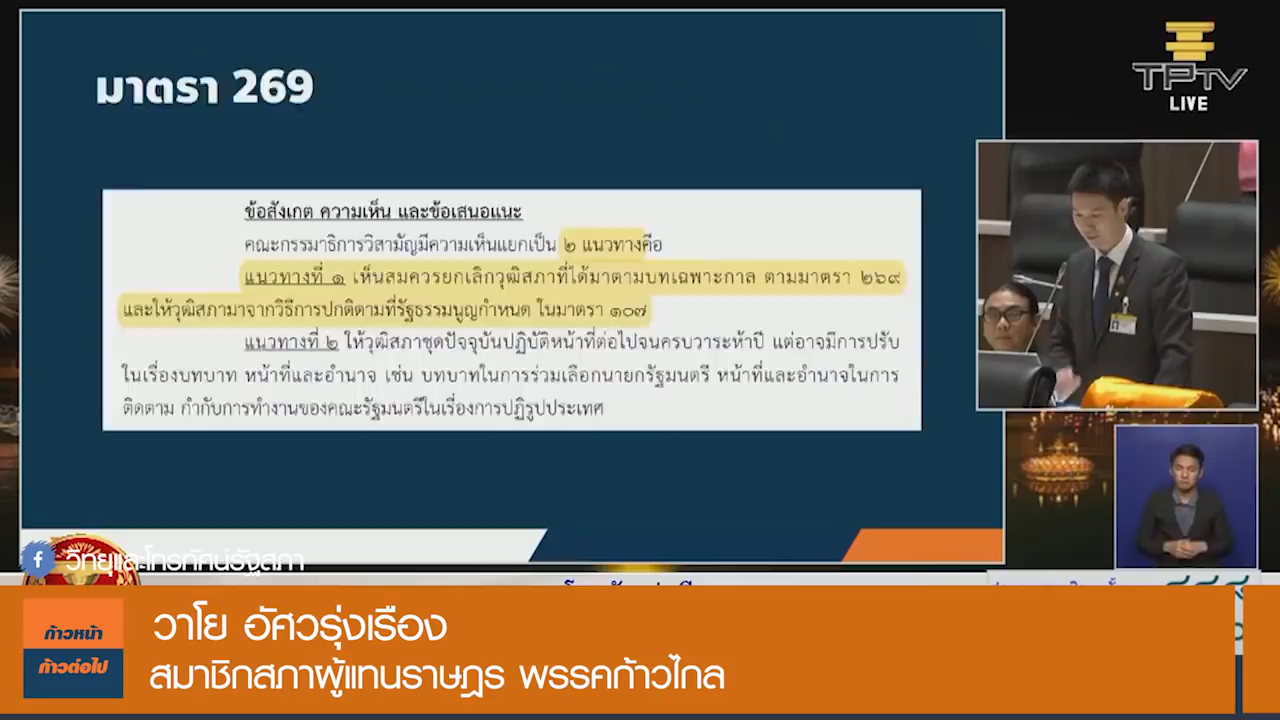 มาตรา 269
TPTV
LIVE
ข้อสังเกต ความเห็น และข้อเสนอแนะ
คณะกรรมาธิการวิสามัญมีความเห็นแยกเป็น ๒ แนวทางคือ
แนวทางที่ ๑ เห็นสมควรยกเลิกวุฒิสภาที่ได้มาตามบทเฉพาะกาล ตามมาตรา ๒๖๙
และให้วุฒิสภามาจากวิธีการปกติตามที่รัฐธรรมนูญกำหนด ในมาตรา ๑๐๗
แนวทางที่ ๒ ให้วุฒิสภาชุดปัจจุบันปฏิบัติหน้าที่ต่อไปจนครบวาระห้าปี แต่อาจมีการปรับ
ในเรื่องบทบาท หน้าที่และอำนาจ เช่น บทบาทในการร่วมเลือกนายกรัฐมนตรี หน้าที่และอำนาจในการ
ติดตาม กำกับการทำงานของคณะรัฐมนตรีในเรื่องการปฏิรูปประเทศ
f วิทยุและโทรทัศน์รัฐสภา
ก้าวหน้า
ก้าวต่อไป
วาโย อัศวรุ่งเรือง
สมาชิกสภาผู้แทนราษฎร พรรคก้าวไกล